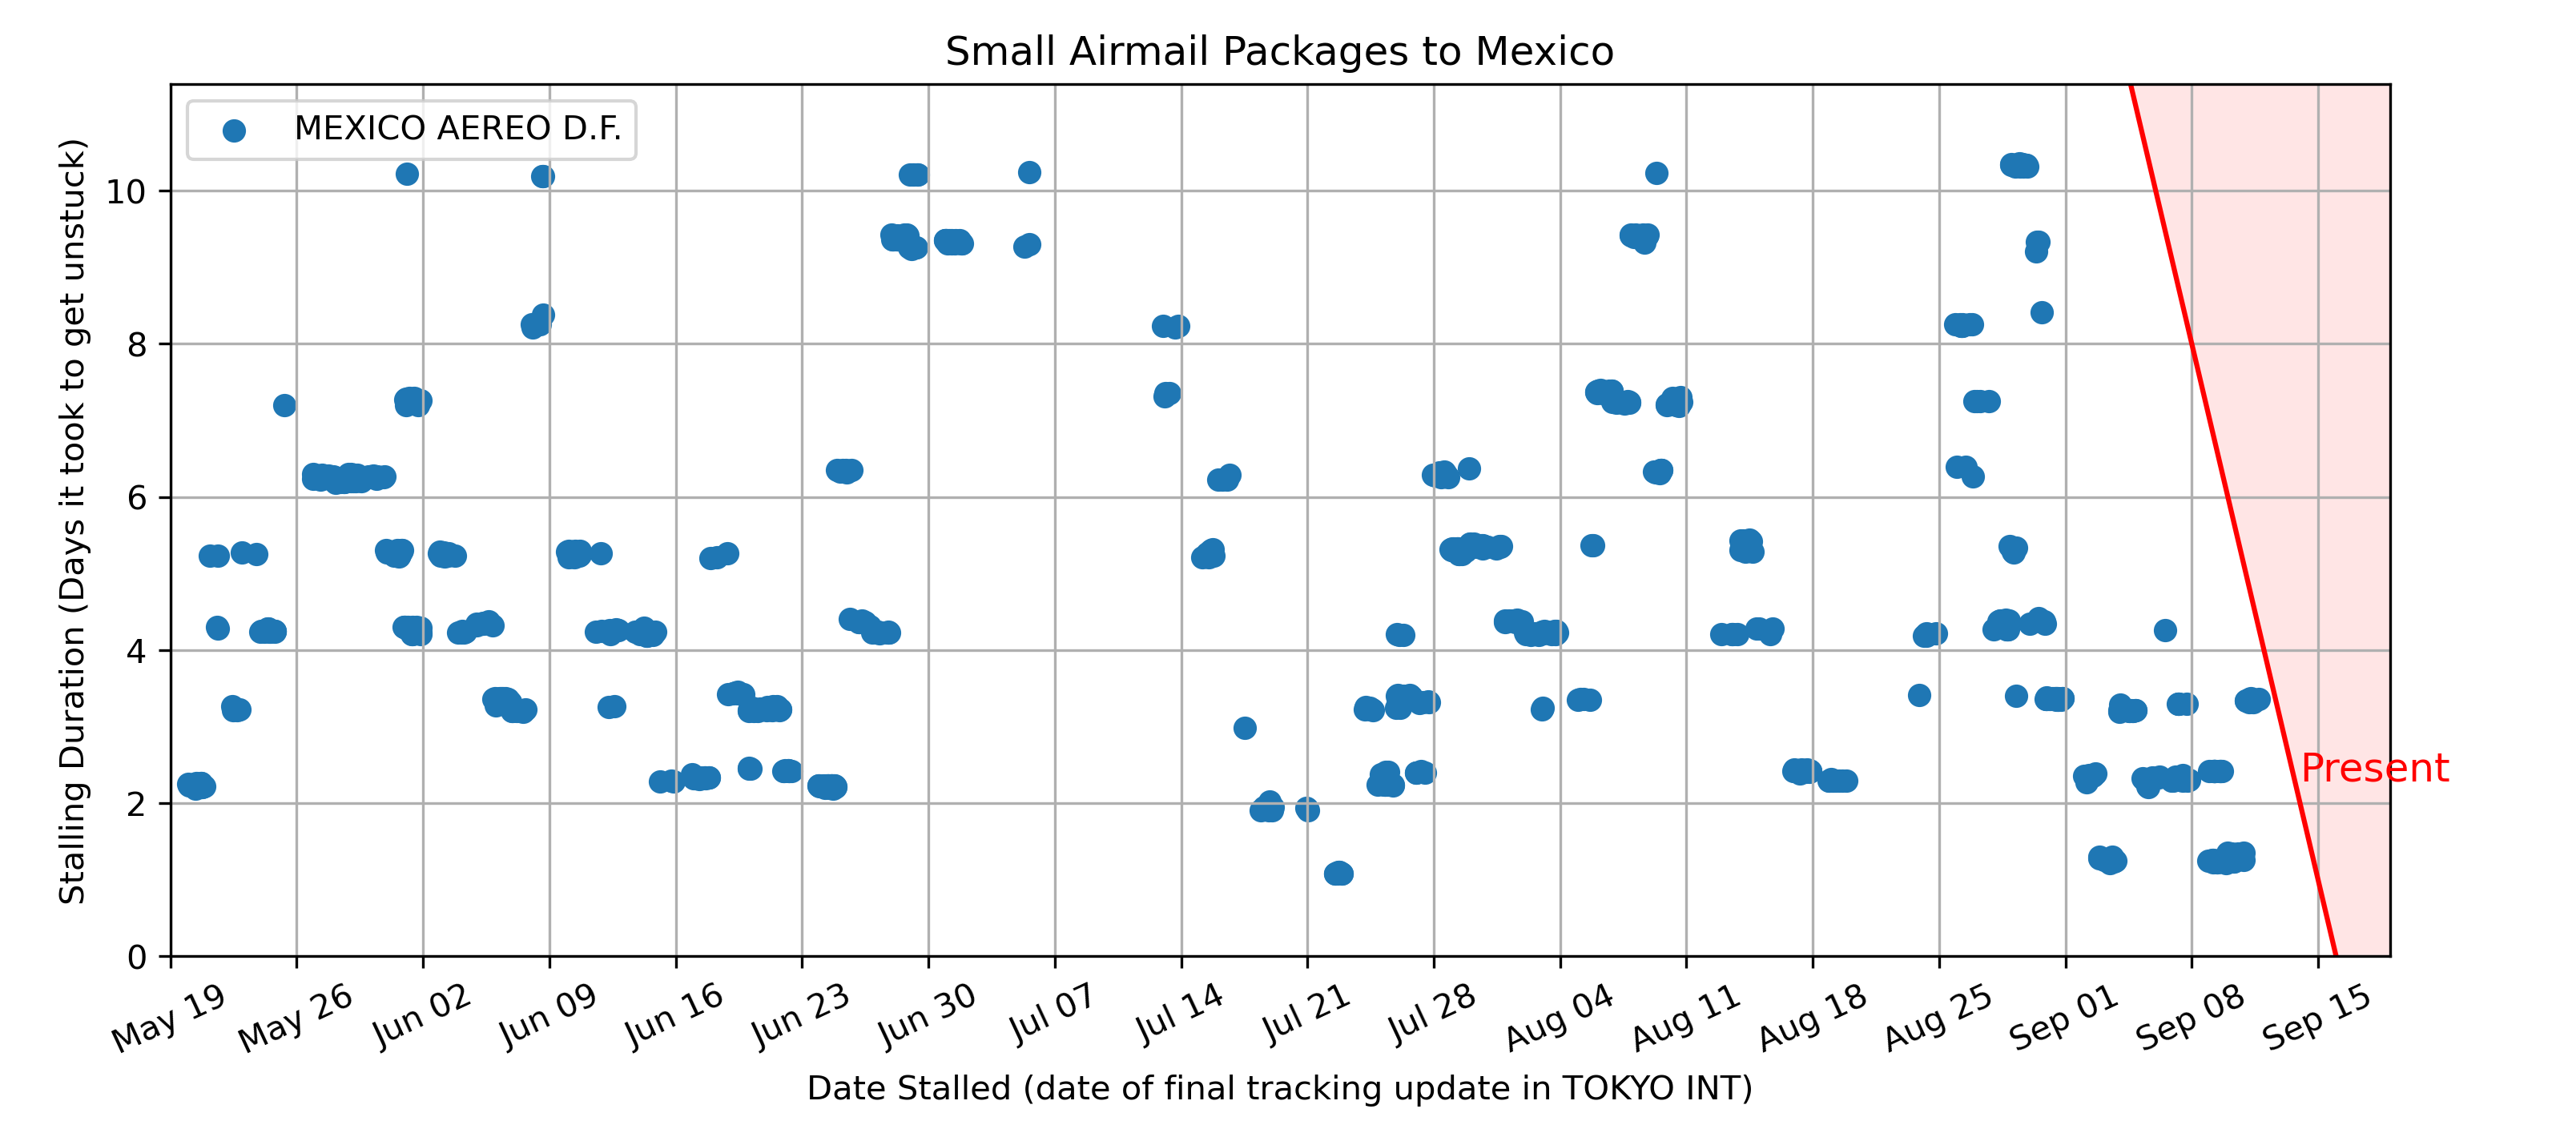 Small Airmail Packages to Mexico
MEXICO AEREO D.F.
Stalling Duration (Days it took to get unstuck)
10
8
6
4
2
0
Present
May 19
May 26
Jun 02
Jun 09
Jun 16
Jun 23
Jun 30
Jul 07
Jul 14
Jul 21
Jul 28
Aug 04
Aug 11
Aug 18
Aug 25
Sep 01
Sep 08
Sep 15
Date Stalled (date of final tracking update in TOKYO INT)